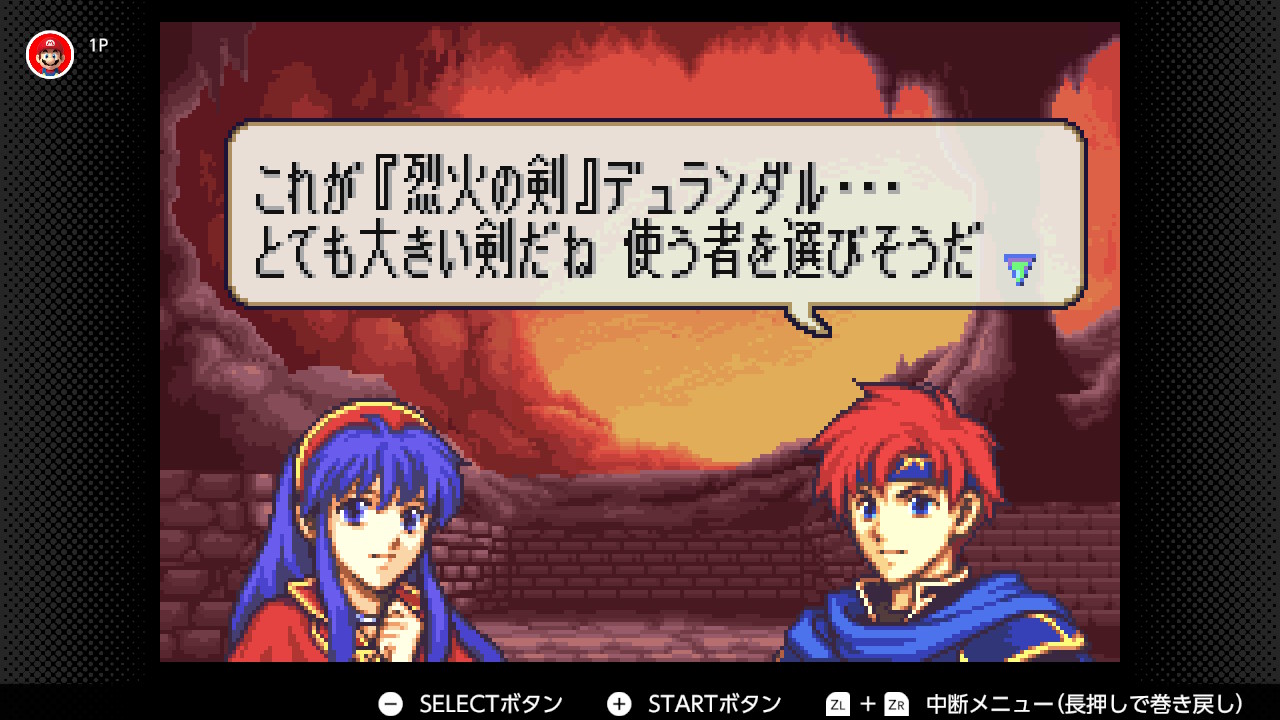 1P
これが『烈火の剣』デュランダル・・・
とても大きい剣だね 使う者を選びそうだ
SELECTボタン
STARTボタン
ZL + ZR 中断メニュー(長押しで巻き戻し)